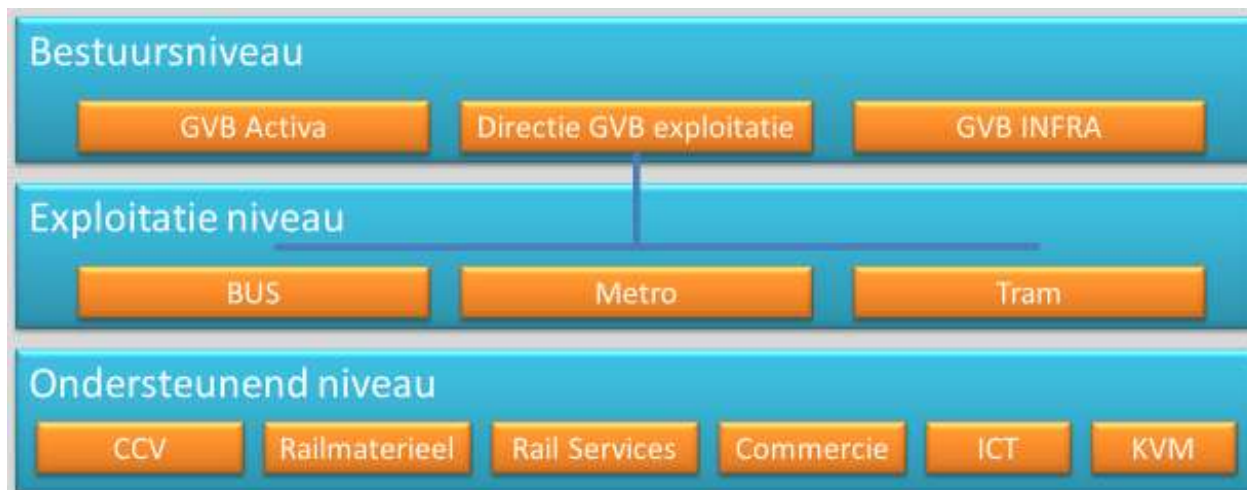 Bestuursniveau
GVB Activa
Directie GVB exploitatie
GVB INFRA
Exploitatie niveau
BUS
Metro
Tram
Ondersteunend niveau
CCV
Railmaterieel
Rail Services
Commercie
ICT
KVM